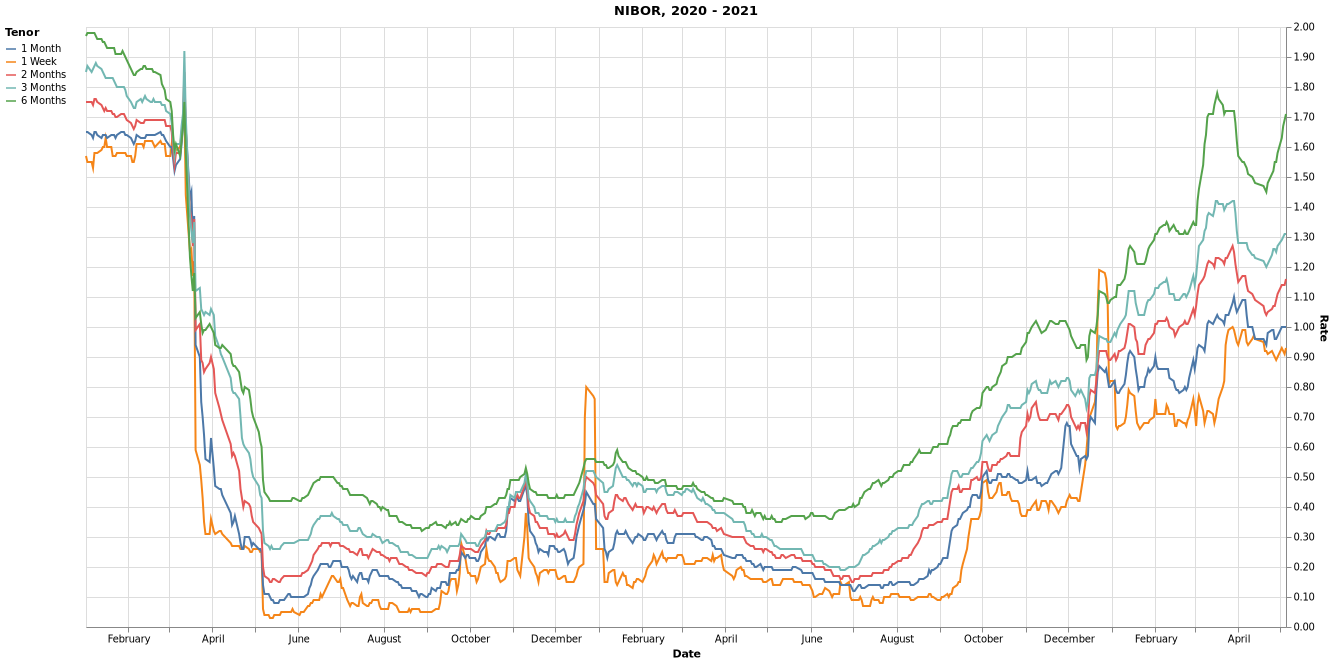 NIBOR, 2020 - 2021
Tenor
1 Month
1 Week
2 Months
3 Months
6 Months
2.00
1.90
1.80
1.70
1.60
1.50
1.40
1.30
1.20
1.10
1.00
0.90
0.80
0.70
0.60
0.50
0.40
0.30
0.20
0.10
0.00
Rate
February April June August October December February April June August October December February April
Date